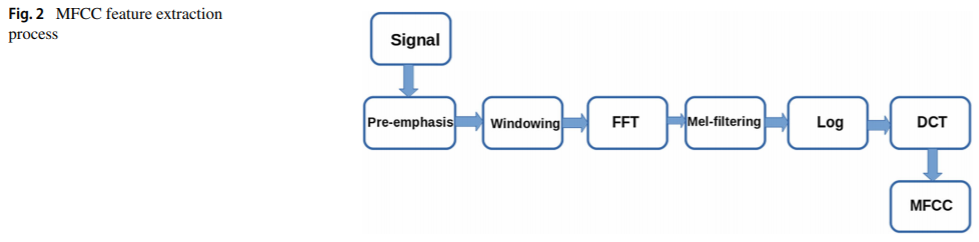 Fig. 2 MFCC feature extraction
process
Signal
Pre-emphasis
Windowing
FFT
Mel-filtering
Log
DCT
MFCC